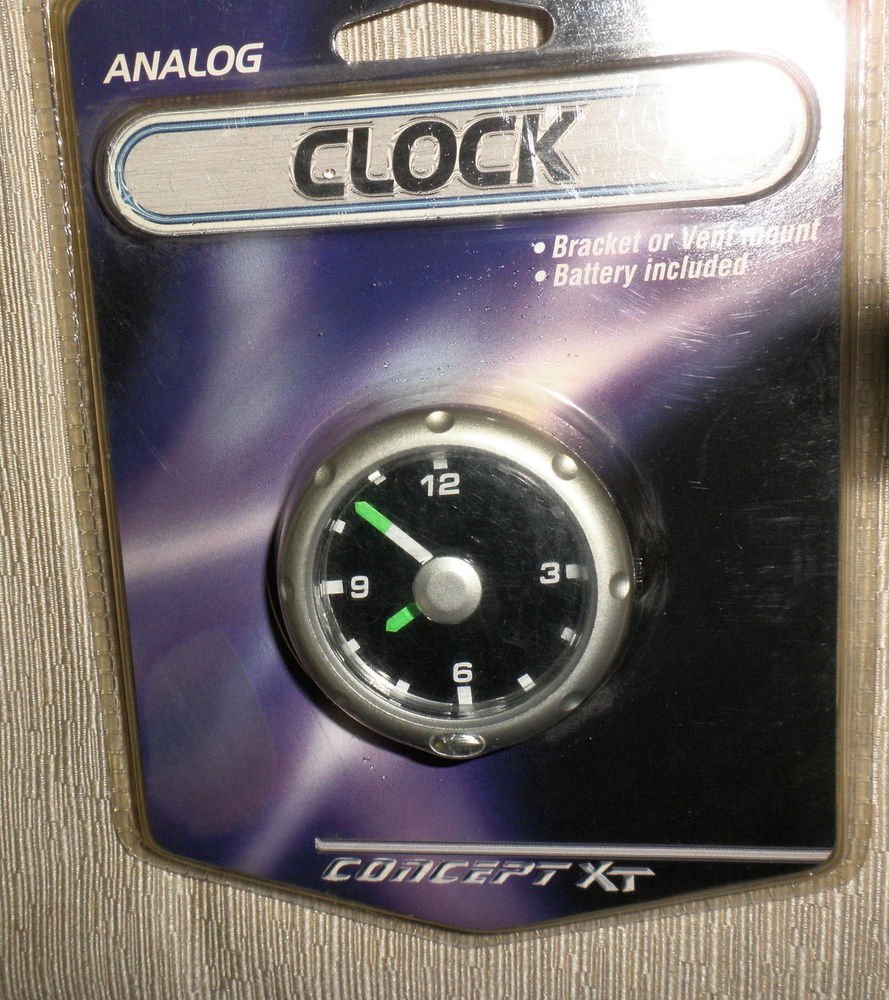 ANALOG
CLOCK
• Bracket or Vent mount
• Battery included
12
3
9
6
CONCEPT XT